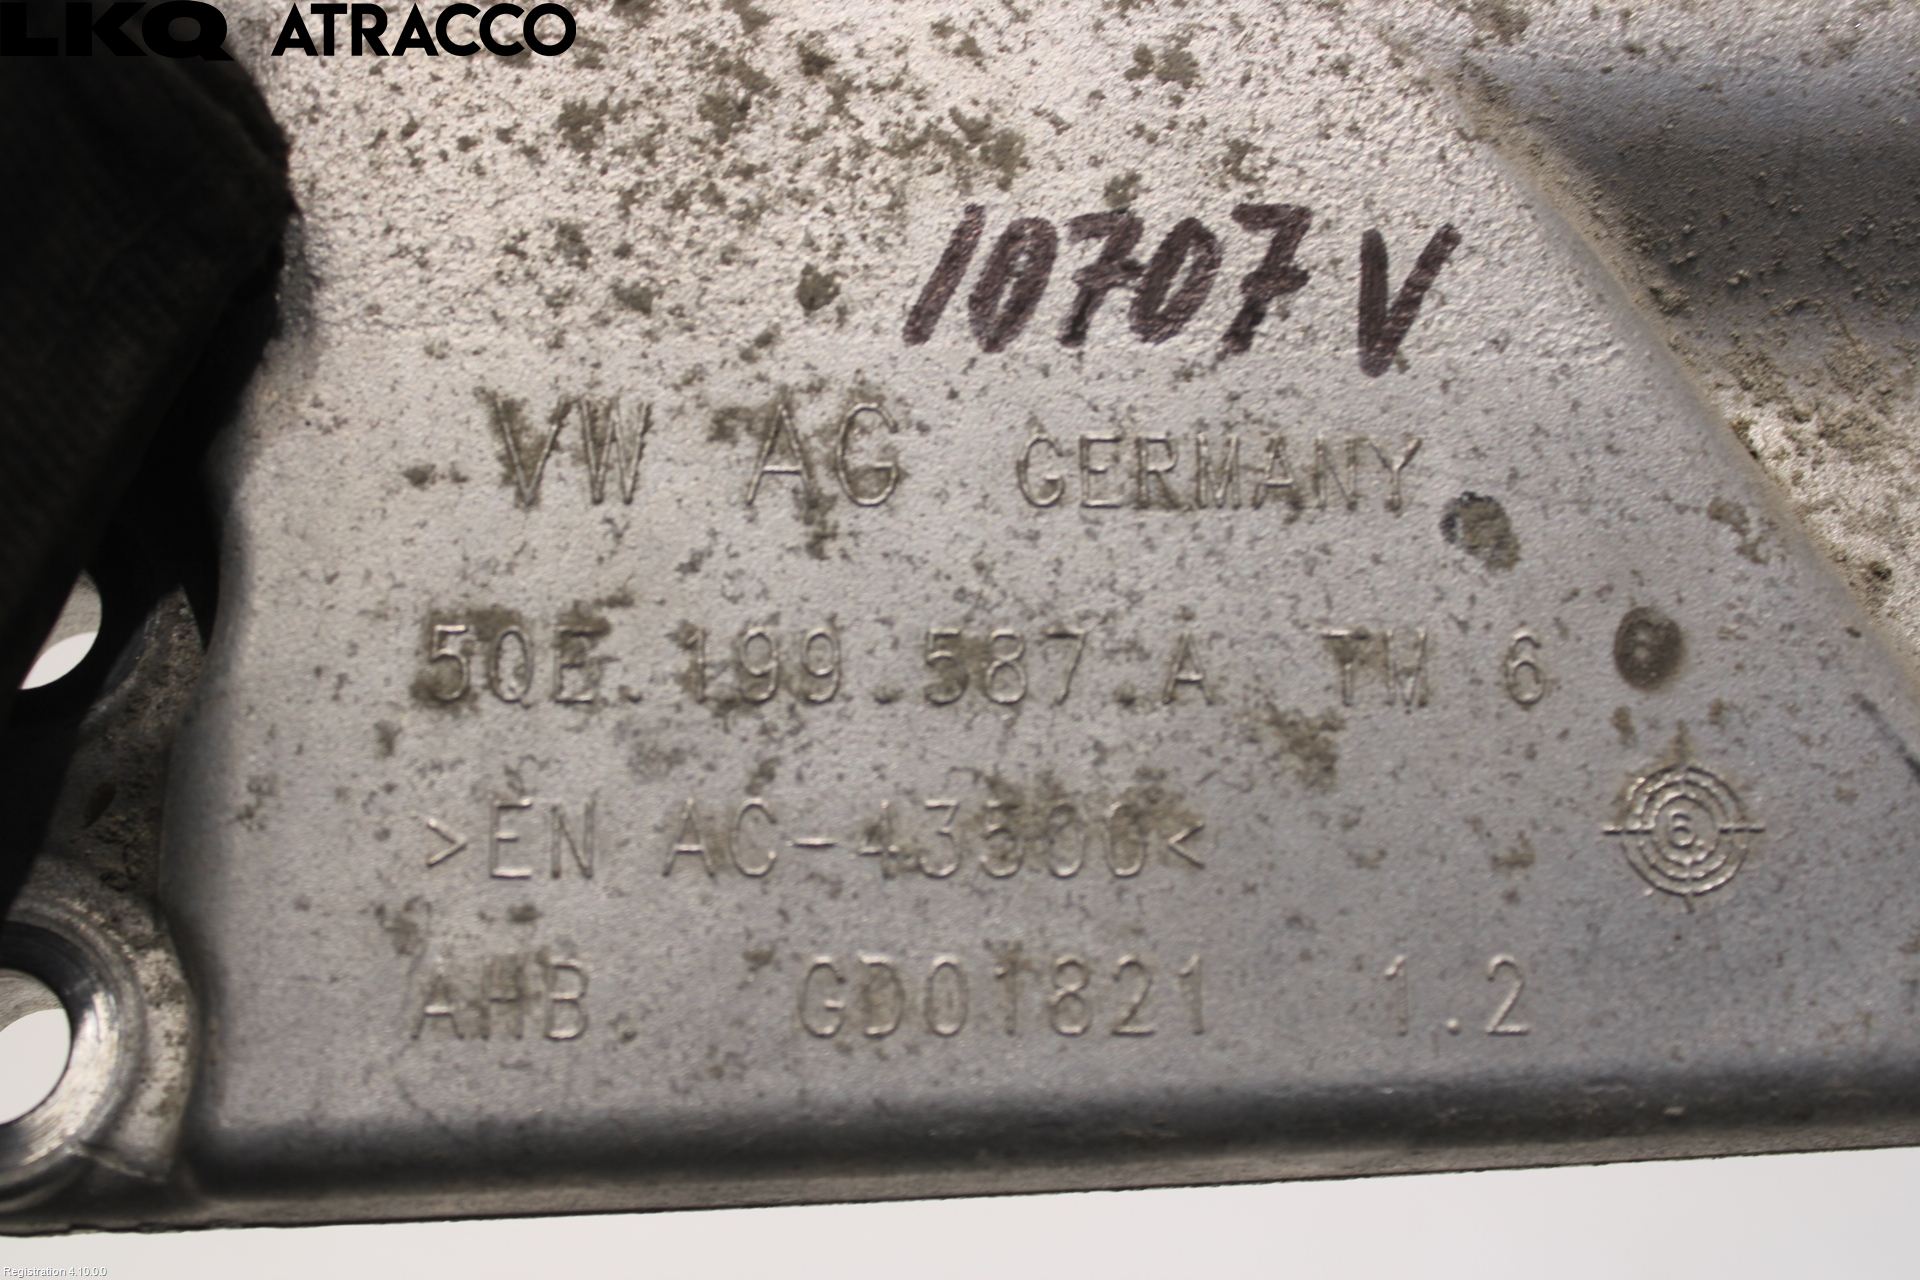 LKQ ATRACCO
10707 V
VW AG GERMANY
5QE.199.587.A TM 6
>EN AC-43500<
6
AHB. GD01821 1.2
Registration 4.10.0.0